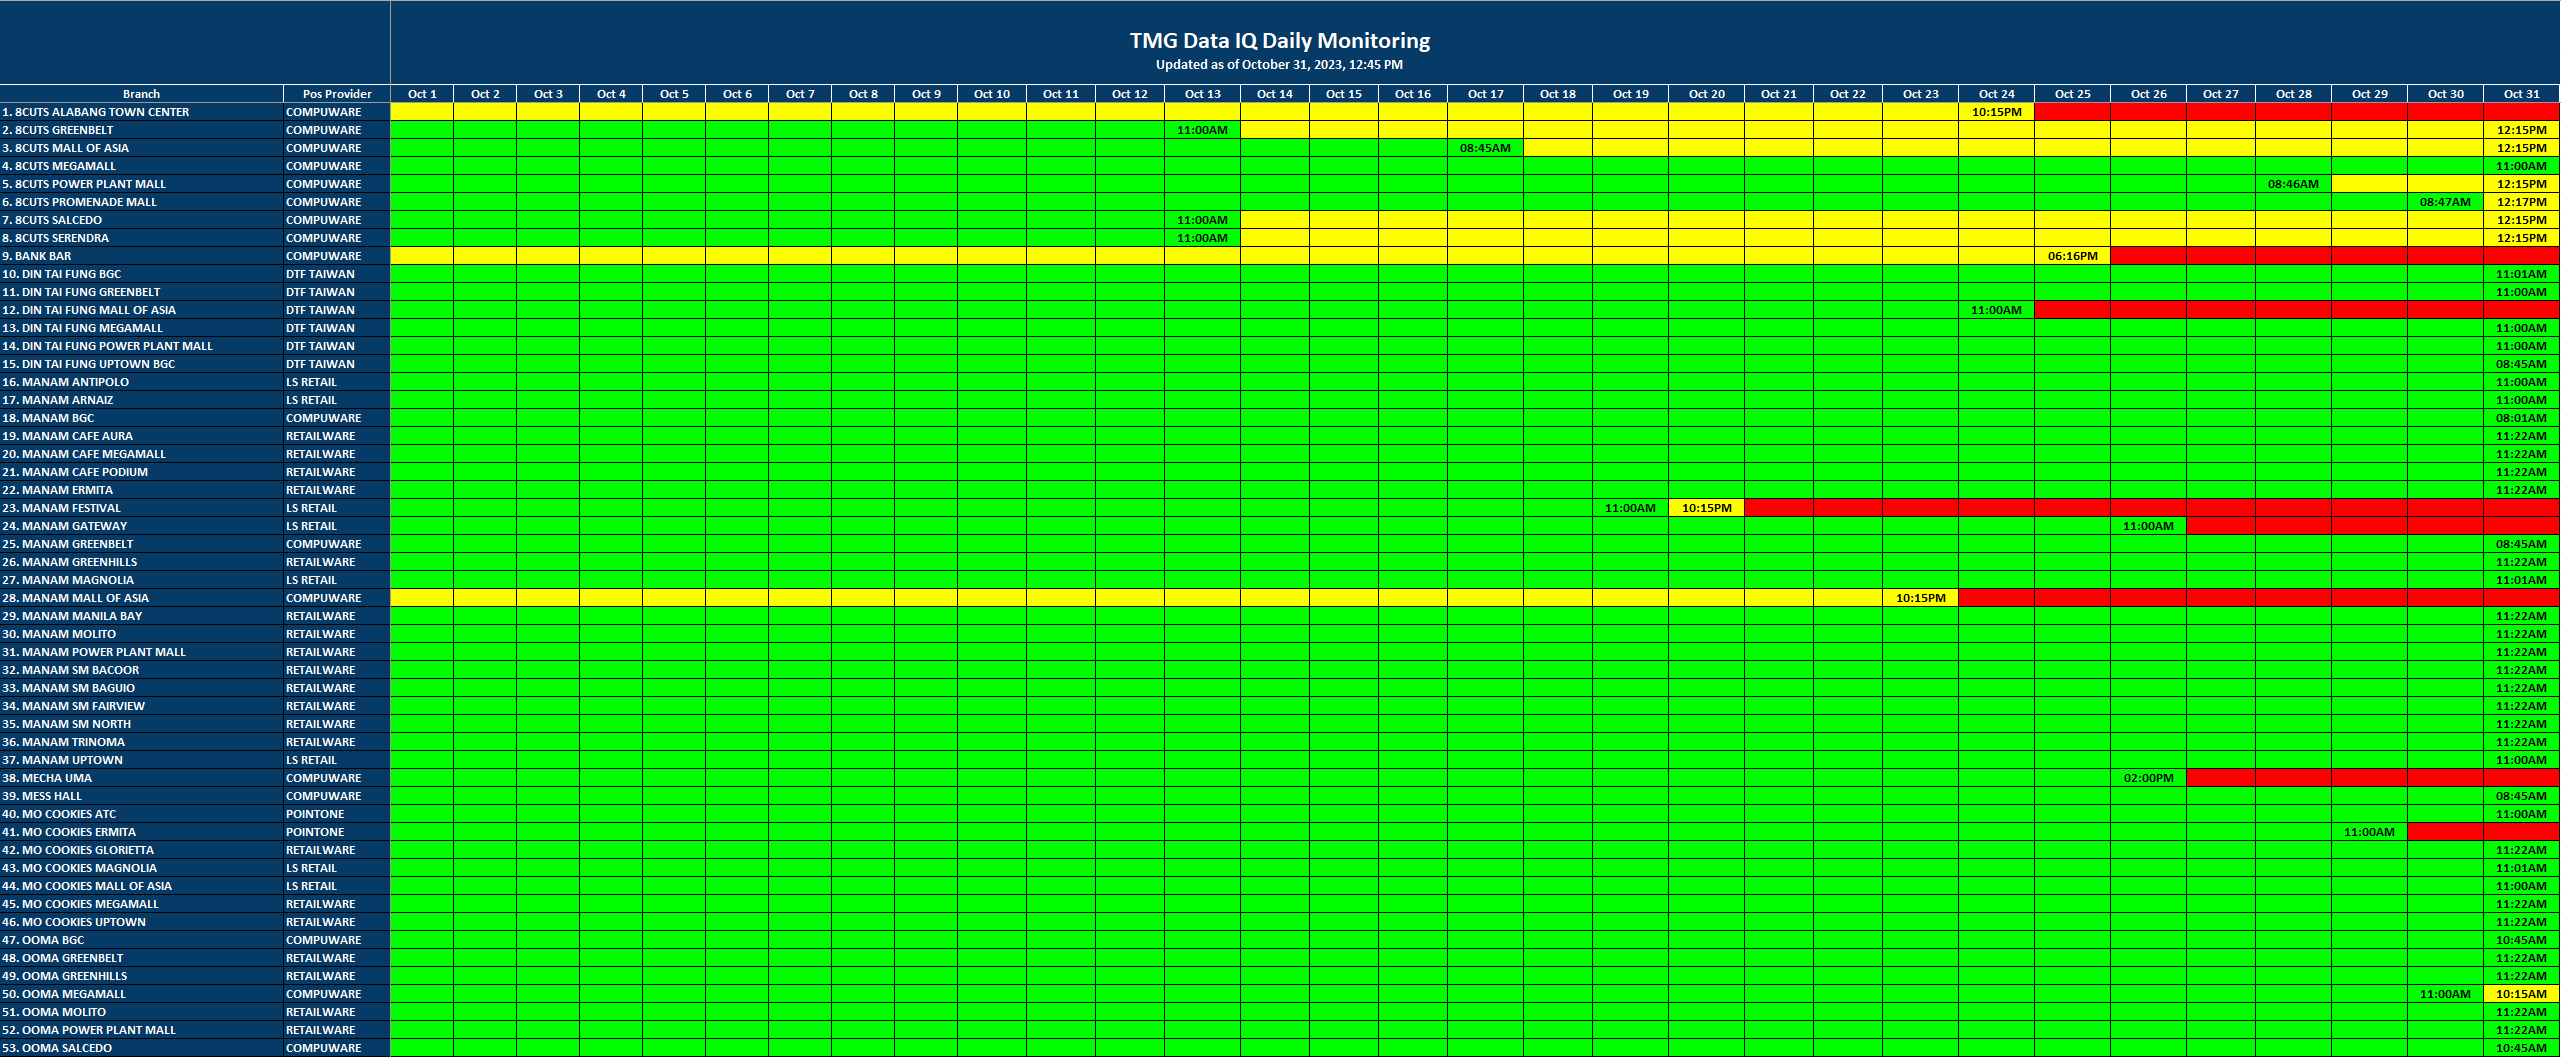 TMG Data IQ Daily Monitoring
Updated as of October 31, 2023, 12:45 PM
Branch Pos Provider Oct 1 Oct 2 Oct 3 Oct 4 Oct 5 Oct 6 Oct 7 Oct 8 Oct 9 Oct 10 Oct 11 Oct 12 Oct 13 Oct 14 Oct 15 Oct 16 Oct 17 Oct 18 Oct 19 Oct 20 Oct 21 Oct 22 Oct 23 Oct 24 Oct 25 Oct 26 Oct 27 Oct 28 Oct 29 Oct 30 Oct 31
1. 8CUTS ALABANG TOWN CENTER COMPUWARE 10:15PM
2. 8CUTS GREENBELT COMPUWARE 11:00AM 12:15PM
3. 8CUTS MALL OF ASIA COMPUWARE 08:45AM 12:15PM
4. 8CUTS MEGAMALL COMPUWARE 11:00AM
5. 8CUTS POWER PLANT MALL COMPUWARE 08:46AM 12:15PM
6. 8CUTS PROMENADE MALL COMPUWARE 08:47AM 12:17PM
7. 8CUTS SALCEDO COMPUWARE 11:00AM 12:15PM
8. 8CUTS SERENDRA COMPUWARE 11:00AM 12:15PM
9. BANK BAR COMPUWARE 06:16PM
10. DIN TAI FUNG BGC DTF TAIWAN 11:01AM
11. DIN TAI FUNG GREENBELT DTF TAIWAN 11:00AM
12. DIN TAI FUNG MALL OF ASIA DTF TAIWAN 11:00AM
13. DIN TAI FUNG MEGAMALL DTF TAIWAN 11:00AM
14. DIN TAI FUNG POWER PLANT MALL DTF TAIWAN 11:00AM
15. DIN TAI FUNG UPTOWN BGC DTF TAIWAN 08:45AM
16. MANAM ANTIPOLO LS RETAIL 11:00AM
17. MANAM ARNAIZ LS RETAIL 11:00AM
18. MANAM BGC COMPUWARE 08:01AM
19. MANAM CAFE AURA RETAILWARE 11:22AM
20. MANAM CAFE MEGAMALL RETAILWARE 11:22AM
21. MANAM CAFE PODIUM RETAILWARE 11:22AM
22. MANAM ERMITA RETAILWARE 11:22AM
23. MANAM FESTIVAL LS RETAIL 11:00AM 10:15PM
24. MANAM GATEWAY LS RETAIL 11:00AM
25. MANAM GREENBELT COMPUWARE 08:45AM
26. MANAM GREENHILLS RETAILWARE 11:22AM
27. MANAM MAGNOLIA LS RETAIL 11:01AM
28. MANAM MALL OF ASIA COMPUWARE 10:15PM
29. MANAM MANILA BAY RETAILWARE 11:22AM
30. MANAM MOLITO RETAILWARE 11:22AM
31. MANAM POWER PLANT MALL RETAILWARE 11:22AM
32. MANAM SM BACOOR RETAILWARE 11:22AM
33. MANAM SM BAGUIO RETAILWARE 11:22AM
34. MANAM SM FAIRVIEW RETAILWARE 11:22AM
35. MANAM SM NORTH RETAILWARE 11:22AM
36. MANAM TRINOMA RETAILWARE 11:22AM
37. MANAM UPTOWN LS RETAIL 11:00AM
38. MECHA UMA COMPUWARE 02:00PM
39. MESS HALL COMPUWARE 08:45AM
40. MO COOKIES ATC POINTONE 11:00AM
41. MO COOKIES ERMITA POINTONE 11:00AM
42. MO COOKIES GLORIETTA RETAILWARE 11:22AM
43. MO COOKIES MAGNOLIA LS RETAIL 11:01AM
44. MO COOKIES MALL OF ASIA LS RETAIL 11:00AM
45. MO COOKIES MEGAMALL RETAILWARE 11:22AM
46. MO COOKIES UPTOWN RETAILWARE 11:22AM
47. OOMA BGC COMPUWARE 10:45AM
48. OOMA GREENBELT RETAILWARE 11:22AM
49. OOMA GREENHILLS RETAILWARE 11:22AM
50. OOMA MEGAMALL COMPUWARE 11:00AM 10:15AM
51. OOMA MOLITO RETAILWARE 11:22AM
52. OOMA POWER PLANT MALL RETAILWARE 11:22AM
53. OOMA SALCEDO COMPUWARE 10:45AM